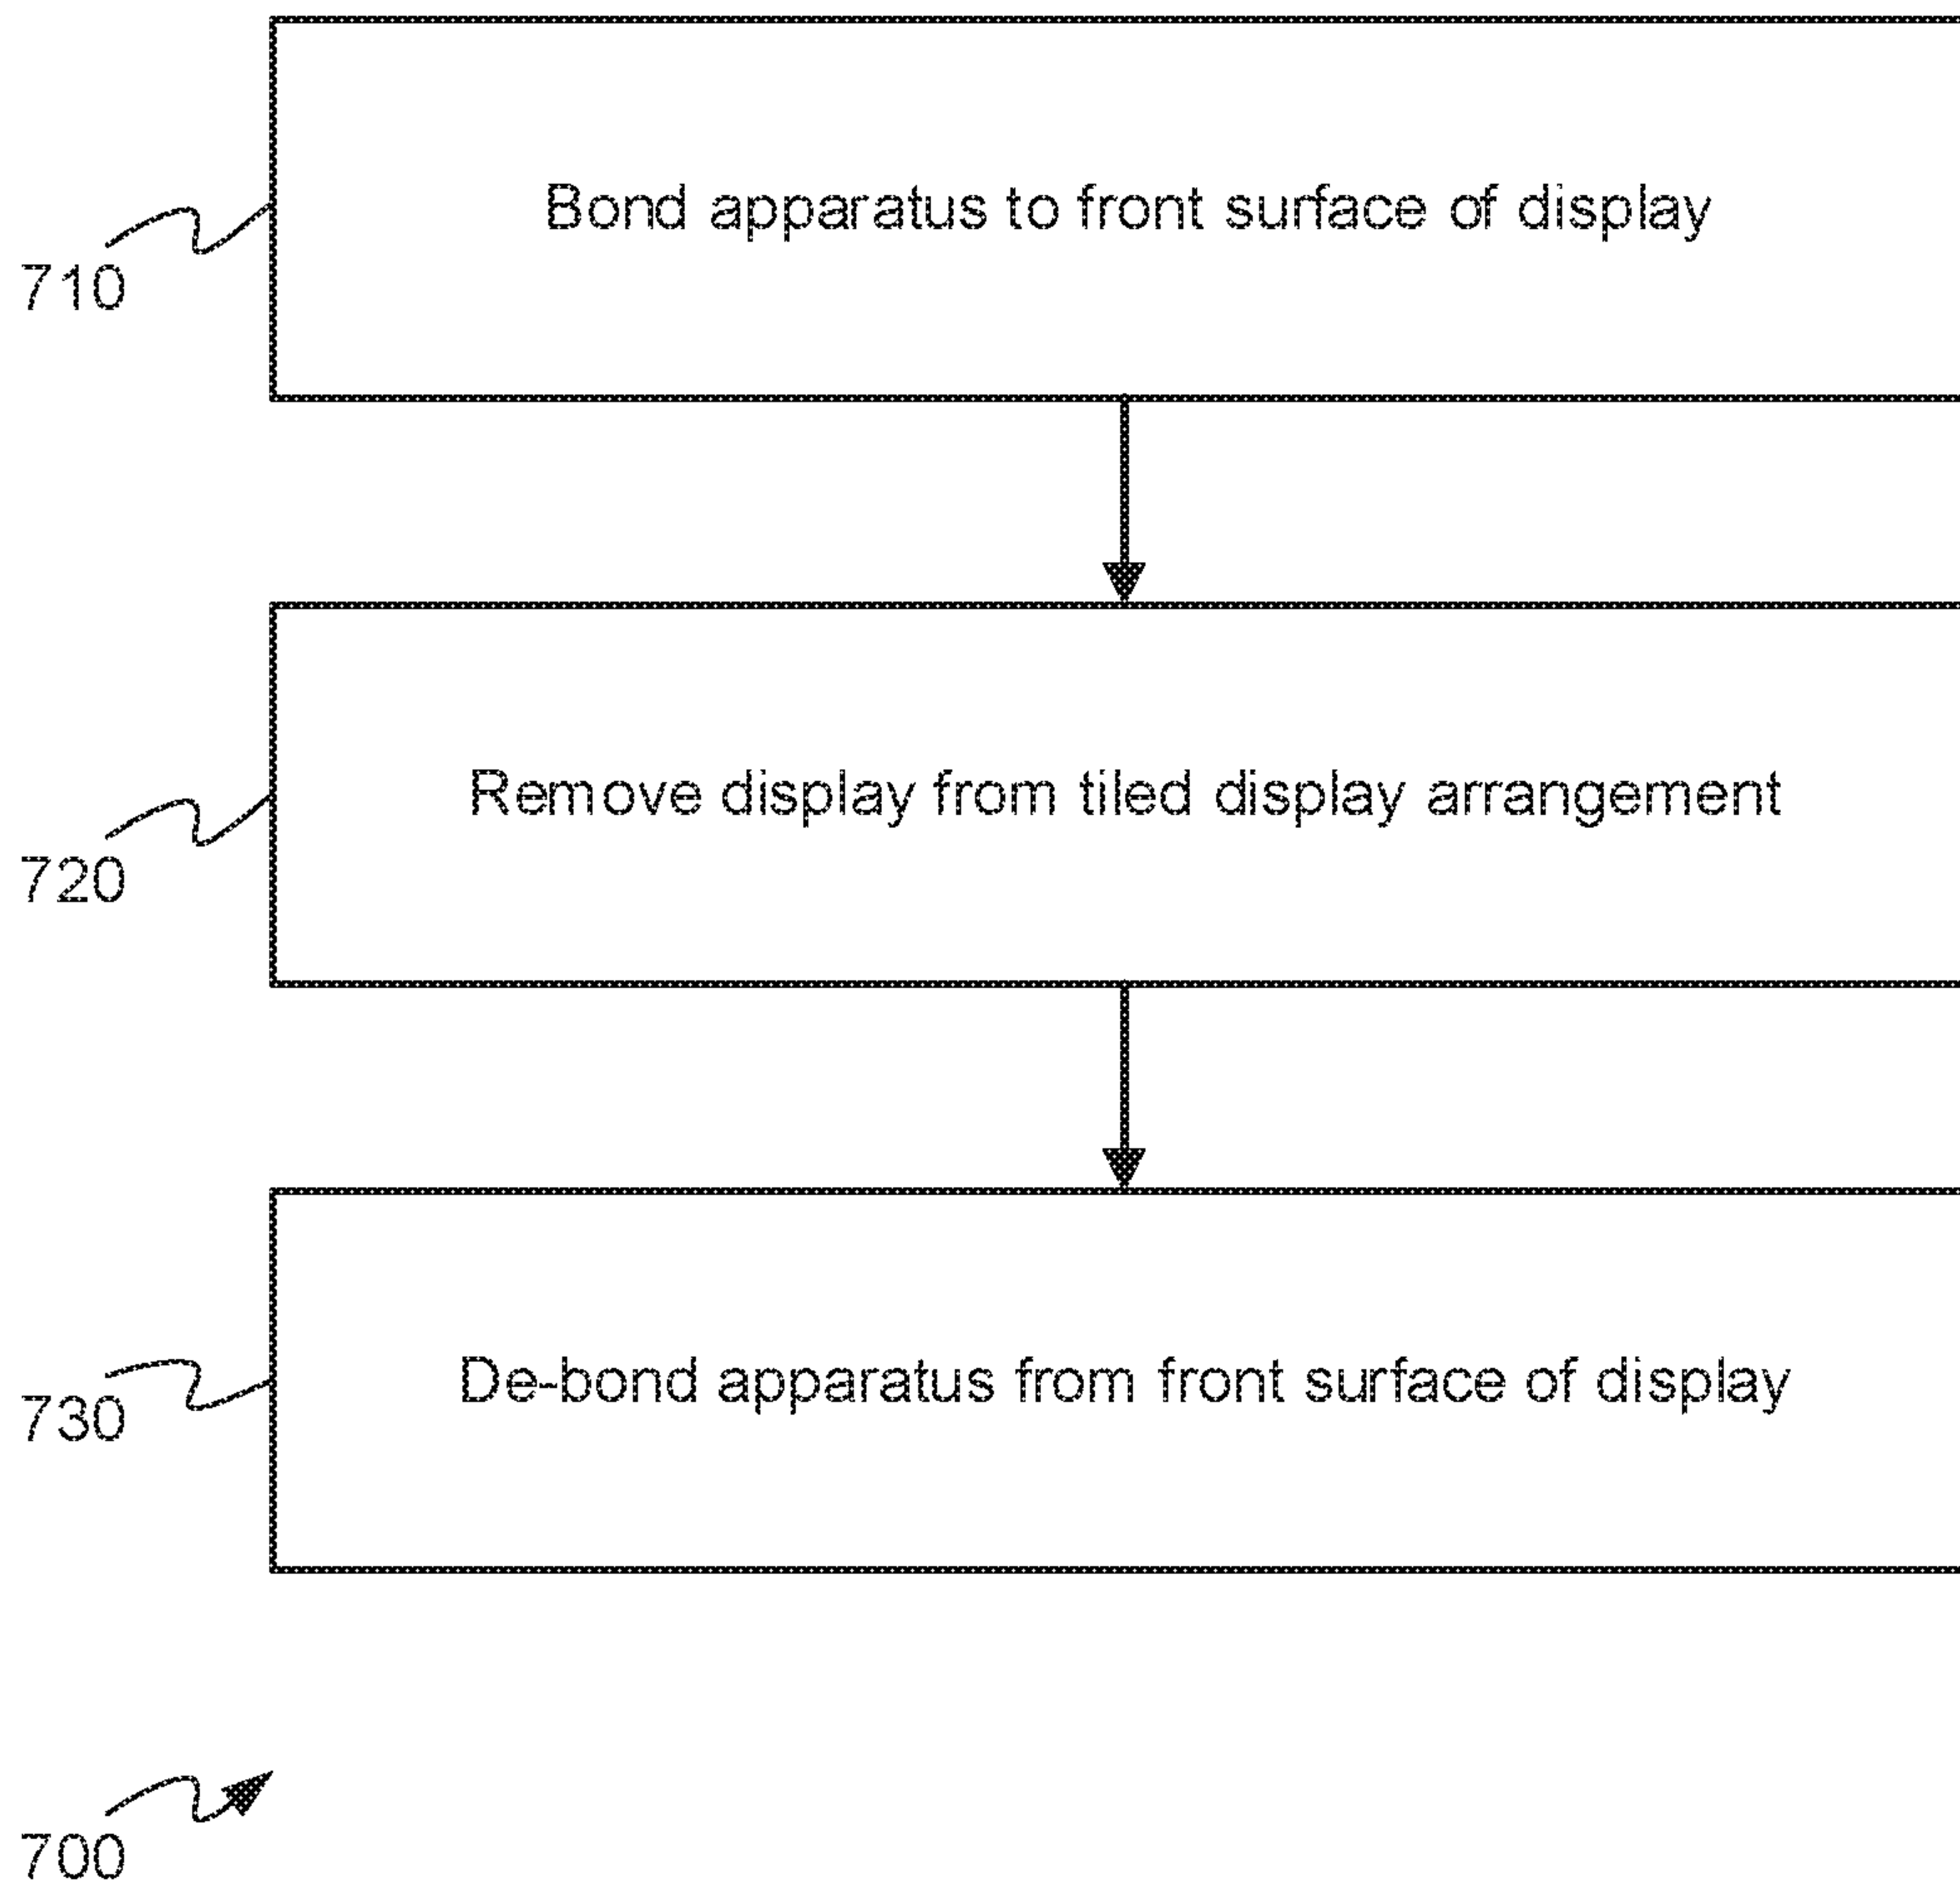 Bond apparatus to front surface of display
710
Remove display from tiled display arrangement
720
De-bond apparatus from front surface of display
730
700